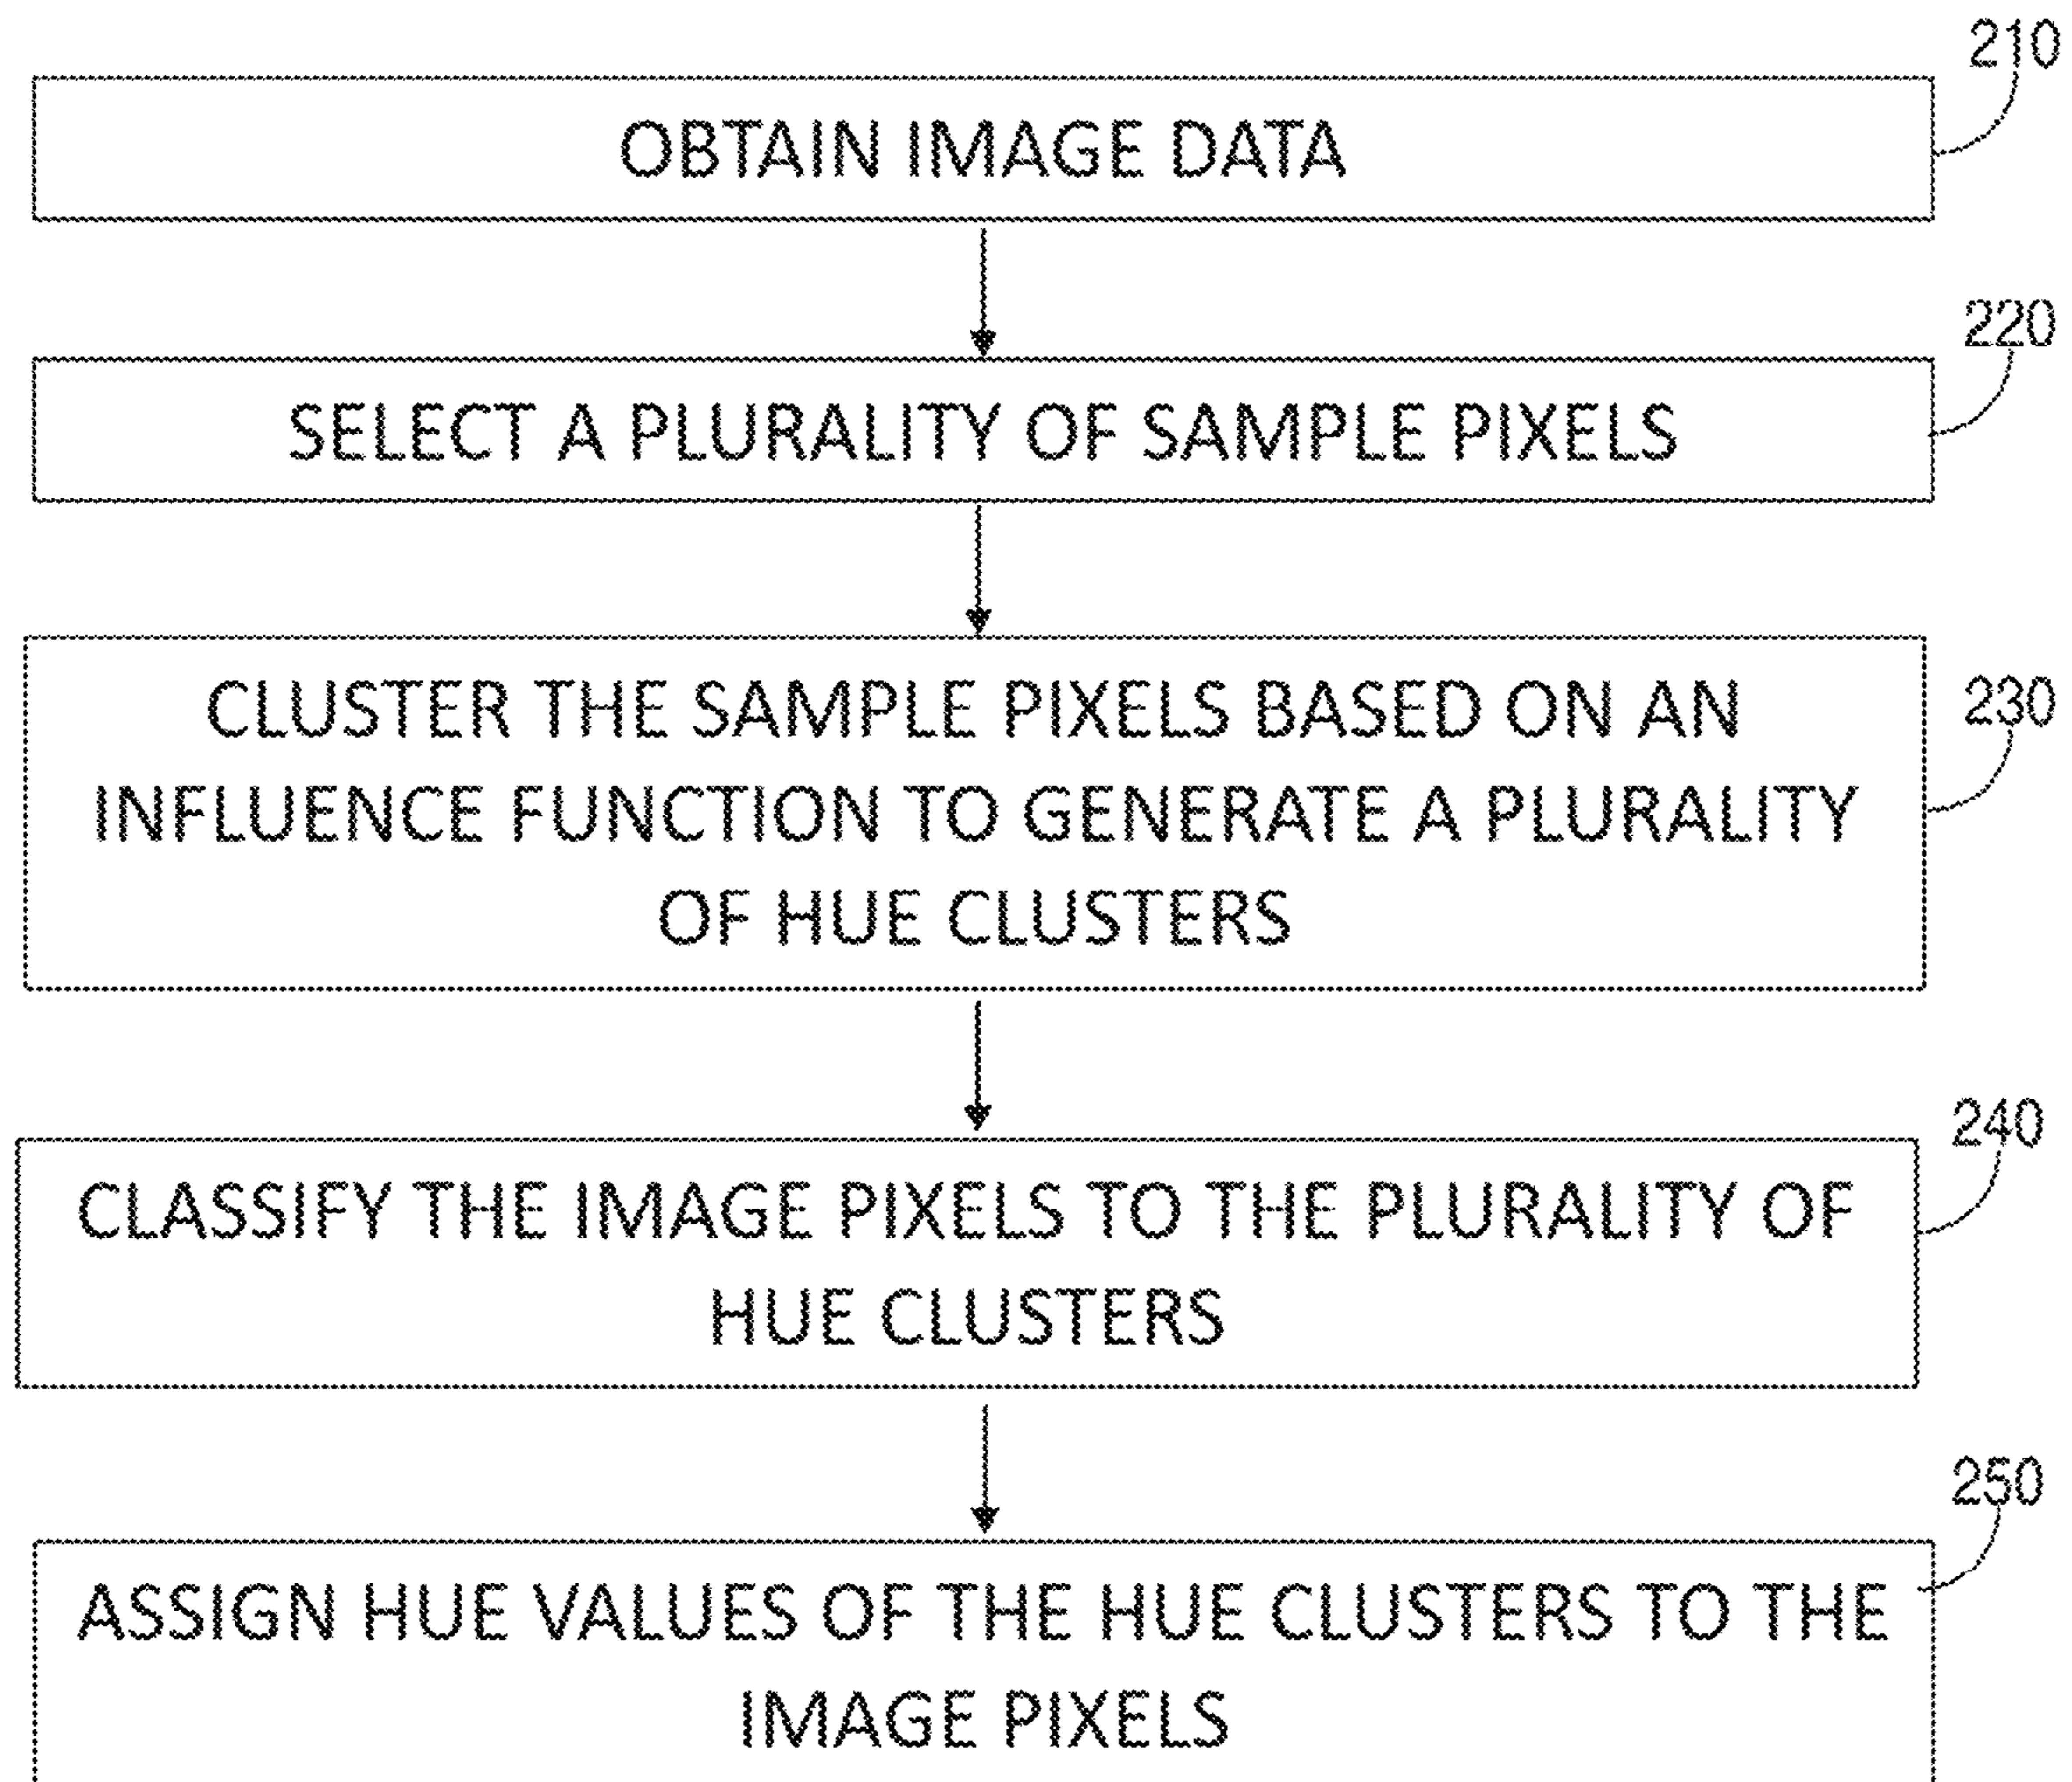 210
OBTAIN IMAGE DATA
220
SELECT A PLURALITY OF SAMPLE PIXELS
230
CLUSTER THE SAMPLE PIXELS BASED ON AN
INFLUENCE FUNCTION TO GENERATE A PLURALITY
OF HUE CLUSTERS
240
CLASSIFY THE IMAGE PIXELS TO THE PLURALITY OF
HUE CLUSTERS
250
ASSIGN HUE VALUES OF THE HUE CLUSTERS TO THE
IMAGE PIXELS